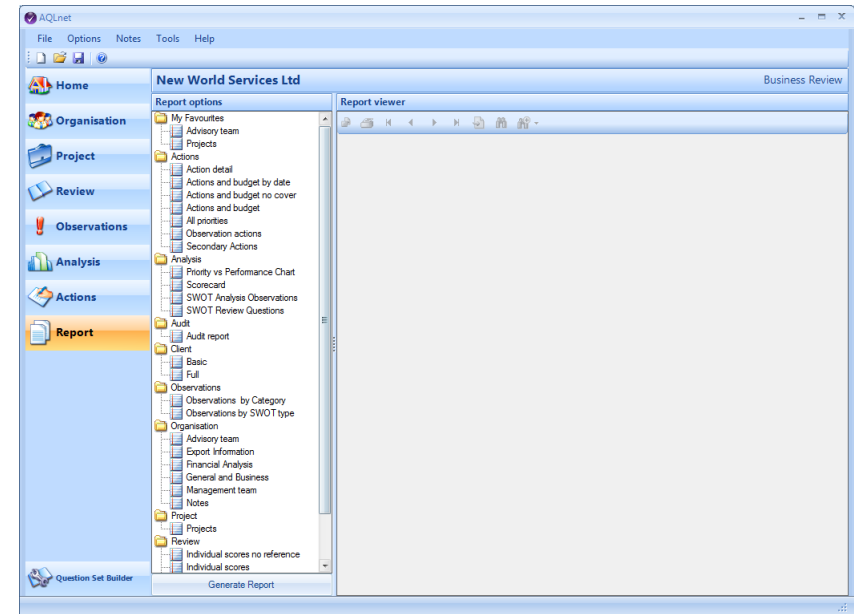 AQLnet
File Options Notes Tools Help
Home
New World Services Ltd
Business Review
Report options
Report viewer
Organisation
Project
Review
Observations
Analysis
Actions
Report
Question Set Builder
My Favourites
Advisory team
Projects
Actions
Action detail
Actions and budget by date
Actions and budget no cover
Actions and budget
All priorities
Observation actions
Secondary Actions
Analysis
Priority vs Performance Chart
Scorecard
SWOT Analysis Observations
SWOT Review Questions
Audit
Audit report
Client
Basic
Full
Observations
Observations by Category
Observations by SWOT type
Organisation
Advisory team
Export Information
Financial Analysis
General and Business
Management team
Notes
Project
Projects
Review
Individual scores no reference
Individual scores
Generate Report